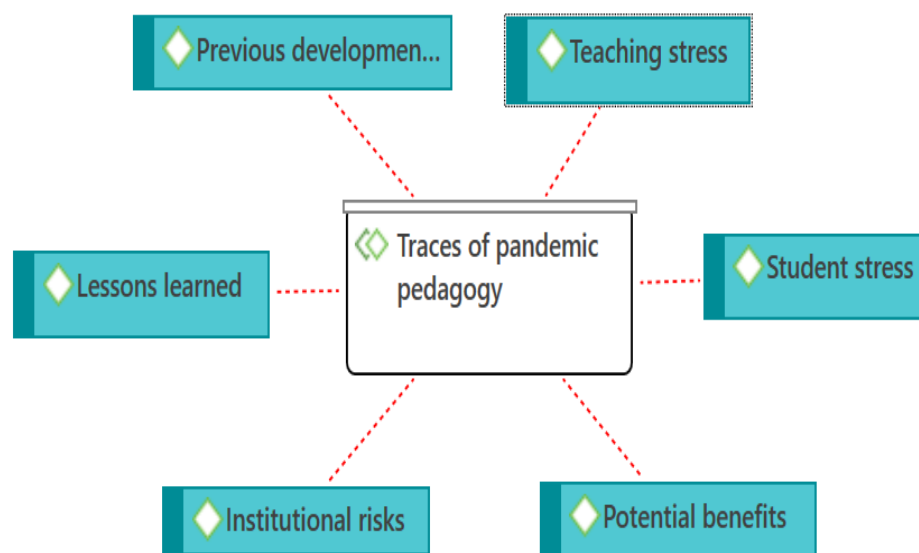 Previous developmen...
Teaching stress
Traces of pandemic
pedagogy
Lessons learned
Student stress
Institutional risks
Potential benefits